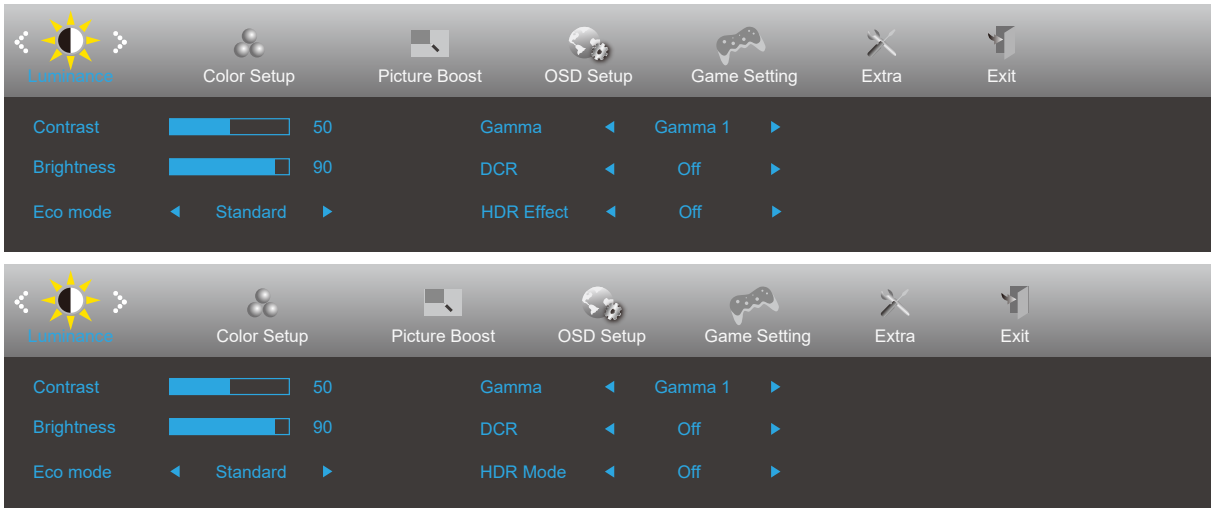 Luminance Color Setup Picture Boost OSD Setup Game Setting Extra Exit
Contrast 50 Gamma Gamma 1
Brightness 90 DCR Off
Eco mode Standard HDR Effect Off
Luminance Color Setup Picture Boost OSD Setup Game Setting Extra Exit
Contrast 50 Gamma Gamma 1
Brightness 90 DCR Off
Eco mode Standard HDR Mode Off